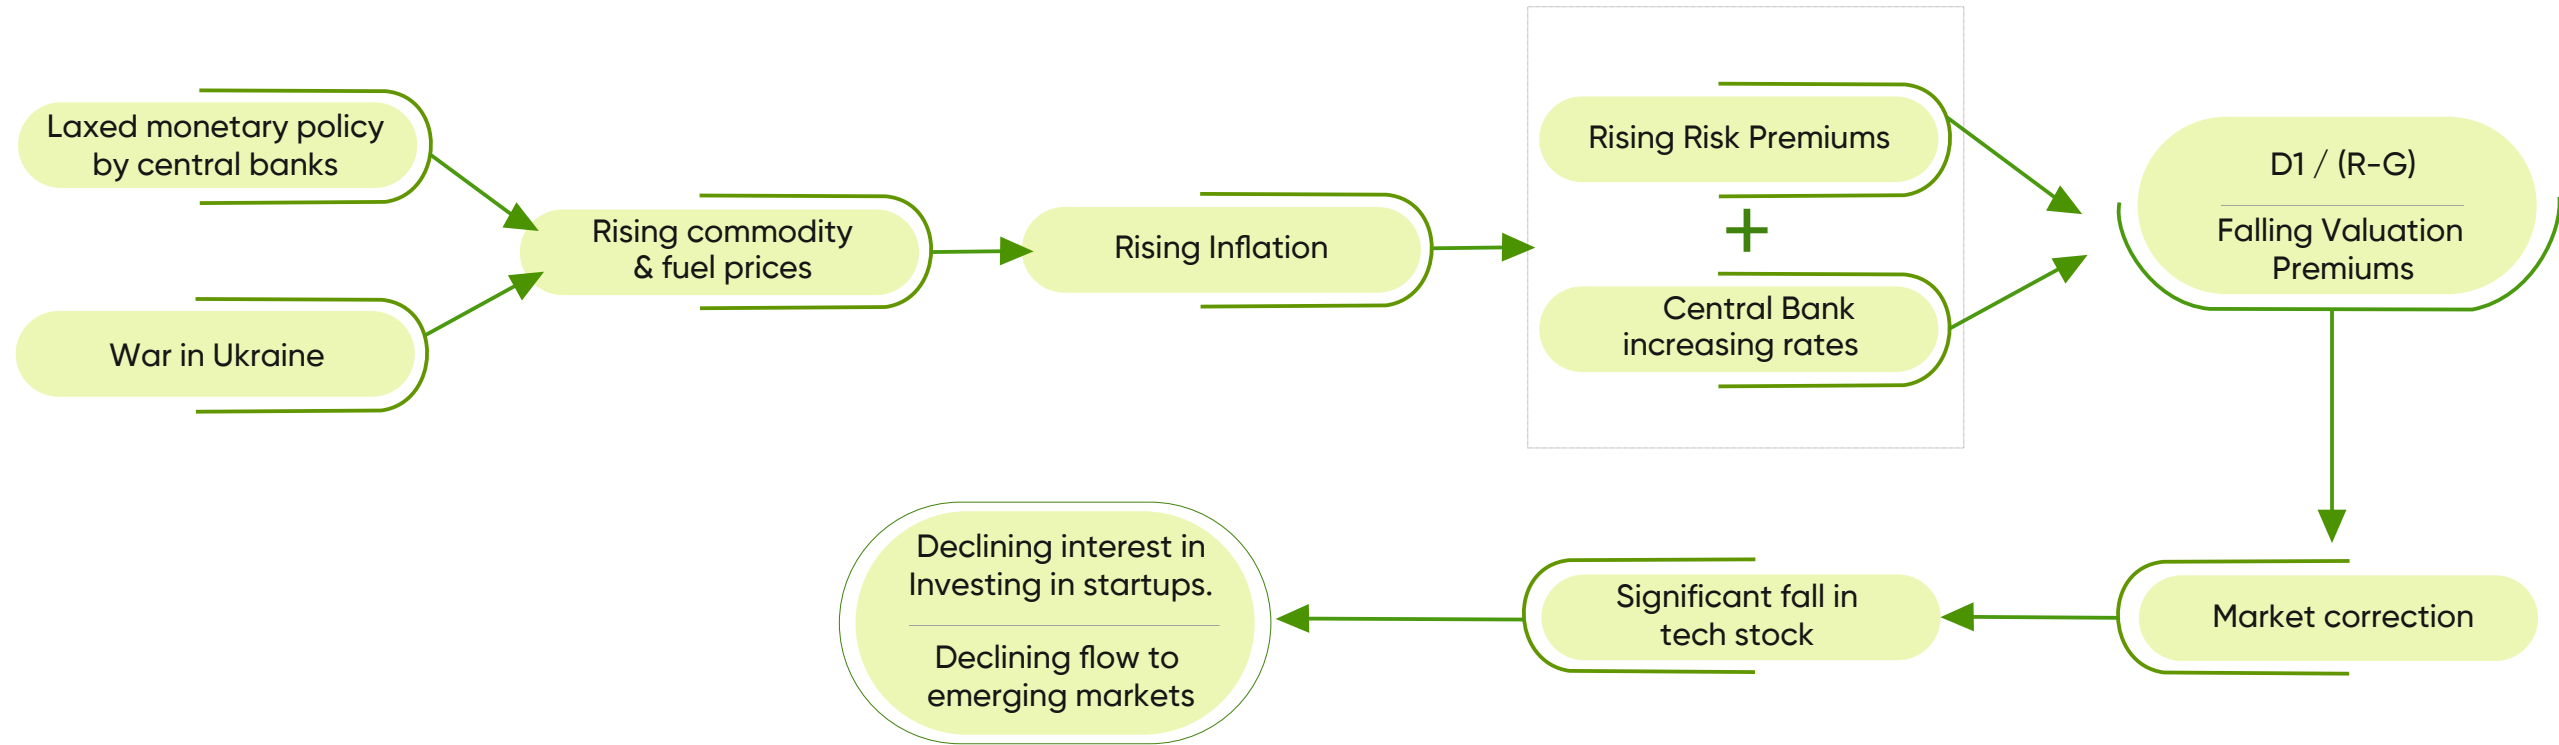 Laxed monetary policy
by central banks
War in Ukraine
Rising commodity
& fuel prices
Rising Inflation
Rising Risk Premiums
+
Central Bank
increasing rates
D1 / (R-G)
Falling Valuation
Premiums
Market correction
Significant fall in
tech stock
Declining interest in
Investing in startups.
Declining flow to
emerging markets